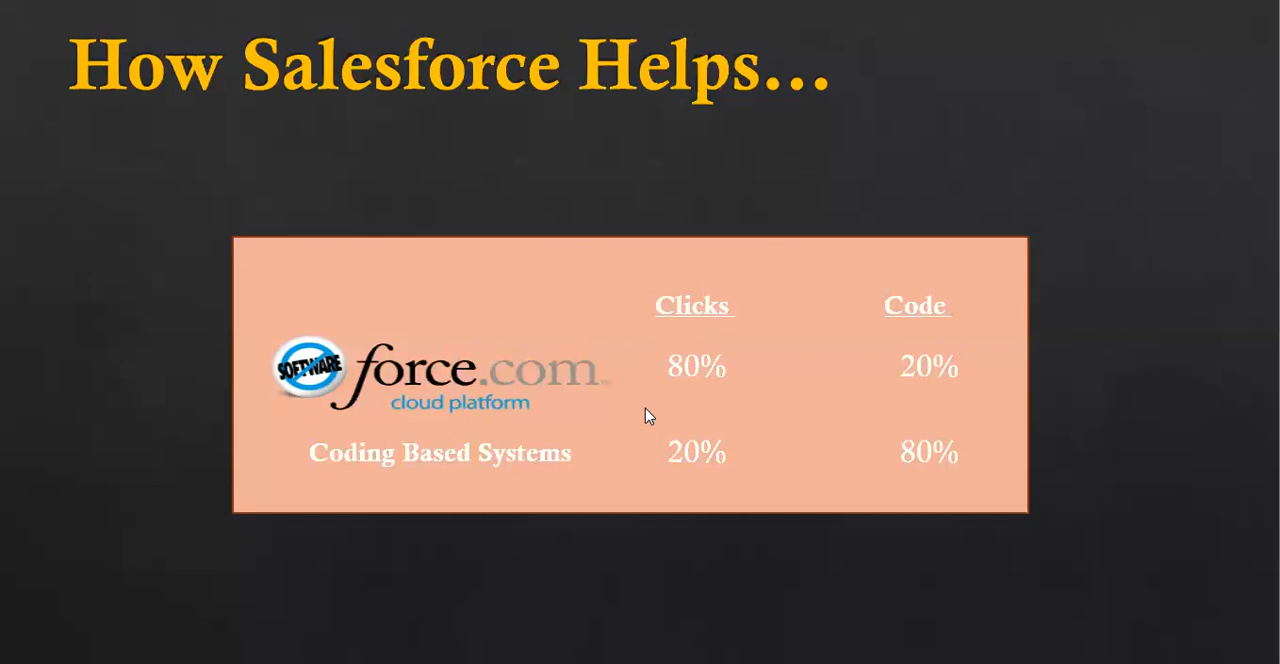 How Salesforce Helps...
Clicks Code
SOFTWARE force.com 80% 20%
cloud platform
Coding Based Systems 20% 80%